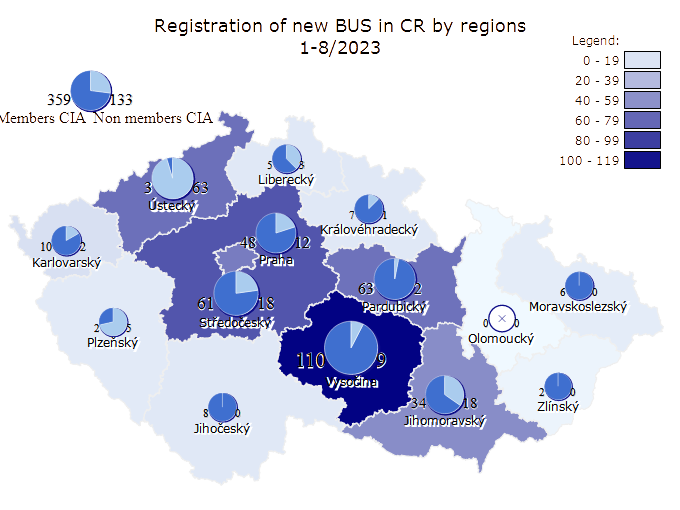 Registration of new BUS in CR by regions
1-8/2023
Legend:
0 - 19
20 - 39
40 - 59
60 - 79
80 - 99
100 - 119
359 133
Members CIA Non members CIA
5 3
Liberecký
3 63
Ústecký
7 1
Královéhradecký
10 2
Karlovarský
48 12
Praha
63 2
Pardubický
6 0
Moravskoslezský
61 18
Středočeský
2 5
Plzeňský
0 0
Olomoucký
110 9
Vysočina
34 18
Jihomoravský
2 0
Zlínský
8 0
Jihočeský